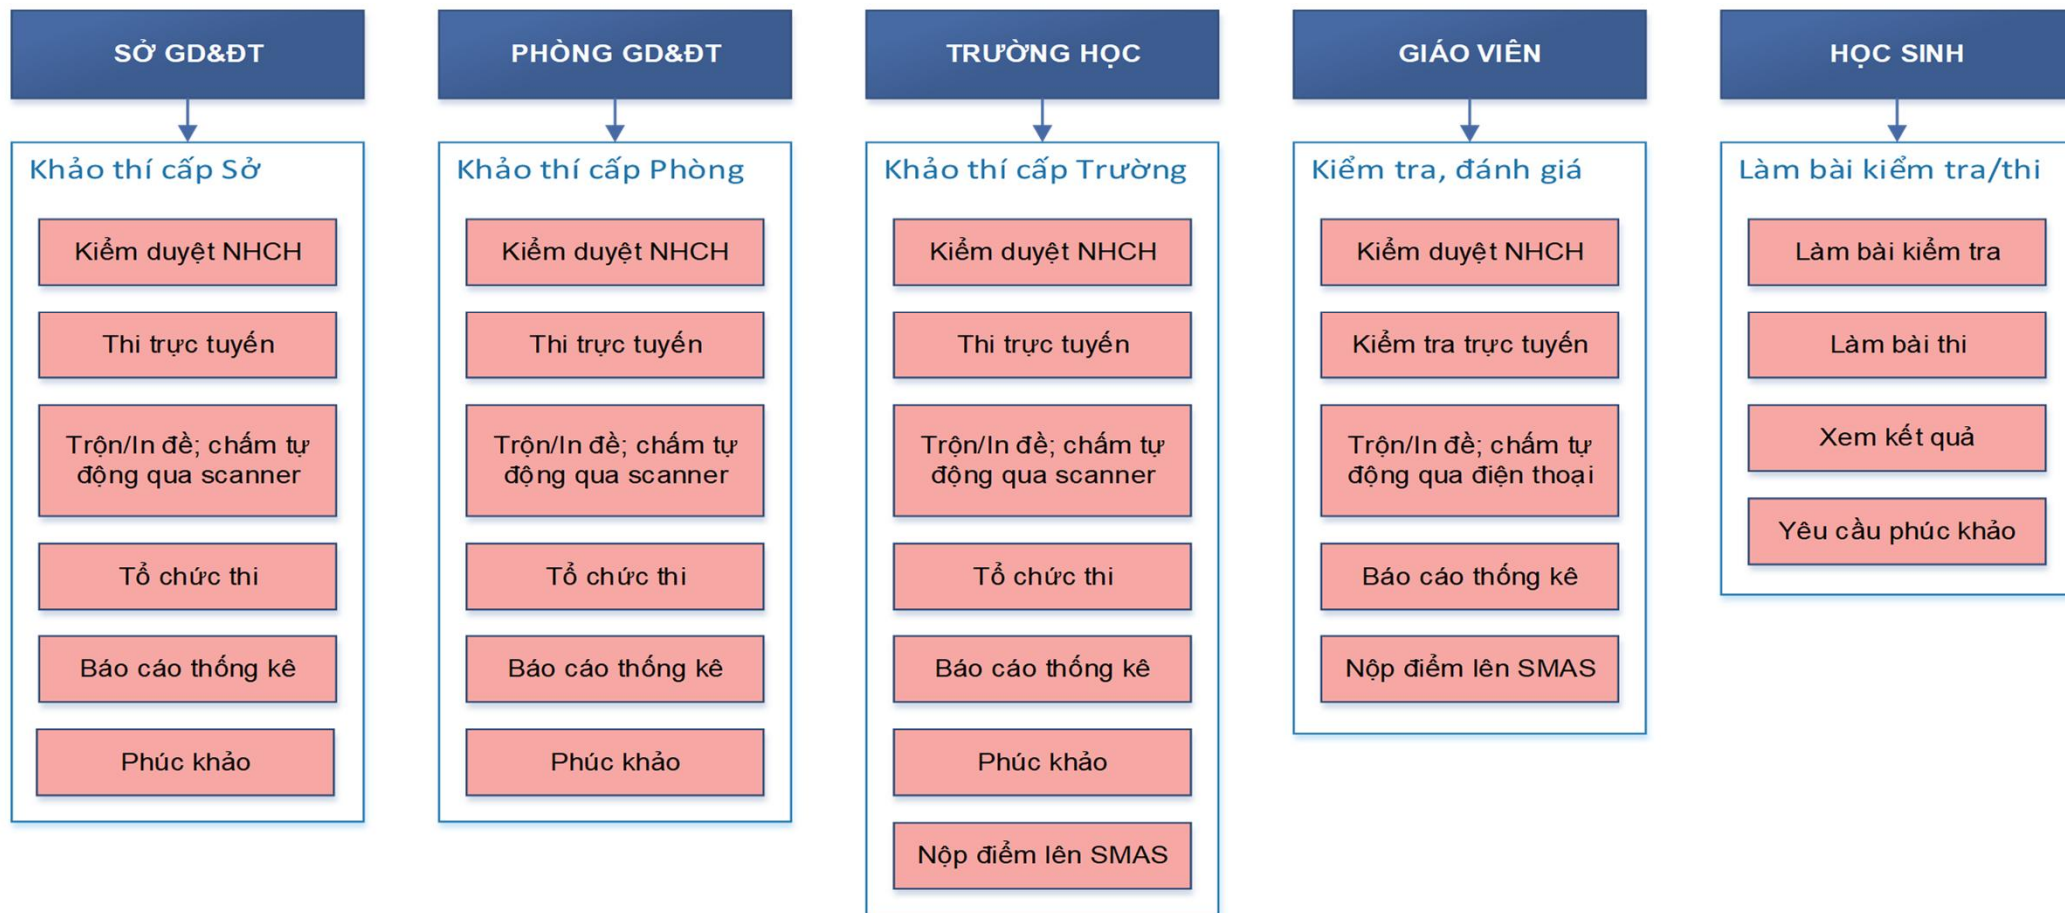 SỞ GD&ĐT
Khảo thí cấp Sở
Kiểm duyệt NHCH
Thi trực tuyến
Trộn/In đề; chấm tự
động qua scanner
Tổ chức thi
Báo cáo thống kê
Phúc khảo
PHÒNG GD&ĐT
Khảo thí cấp Phòng
Kiểm duyệt NHCH
Thi trực tuyến
Trộn/In đề; chấm tự
động qua scanner
Tổ chức thi
Báo cáo thống kê
Phúc khảo
TRƯỜNG HỌC
Khảo thí cấp Trường
Kiểm duyệt NHCH
Thi trực tuyến
Trộn/In đề; chấm tự
động qua scanner
Tổ chức thi
Báo cáo thống kê
Phúc khảo
Nộp điểm lên SMAS
GIÁO VIÊN
Kiểm tra, đánh giá
Kiểm duyệt NHCH
Kiểm tra trực tuyến
Trộn/In đề; chấm tự
động qua điện thoại
Báo cáo thống kê
Nộp điểm lên SMAS
HỌC SINH
Làm bài kiểm tra/thi
Làm bài kiểm tra
Làm bài thi
Xem kết quả
Yêu cầu phúc khảo